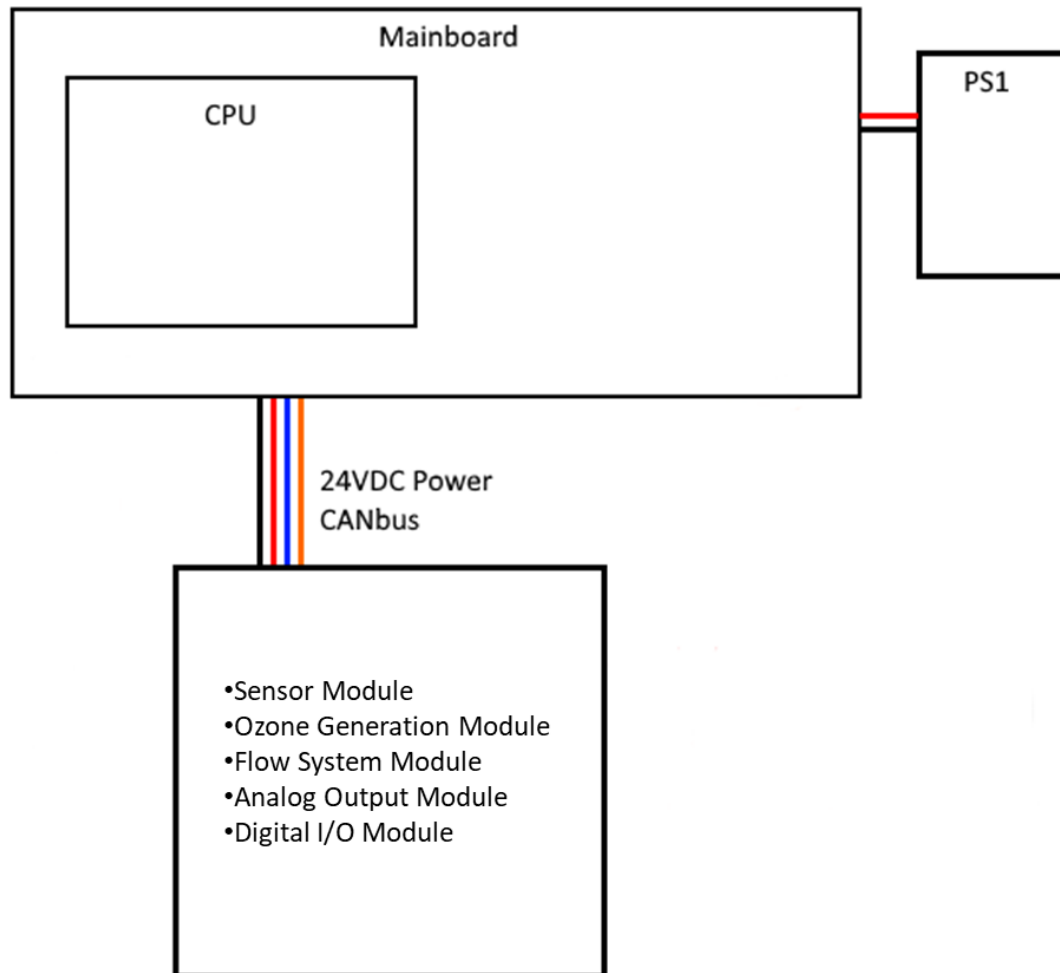 Mainboard
CPU
PS1
24VDC Power
CANbus
•Sensor Module
•Ozone Generation Module
•Flow System Module
•Analog Output Module
•Digital I/O Module